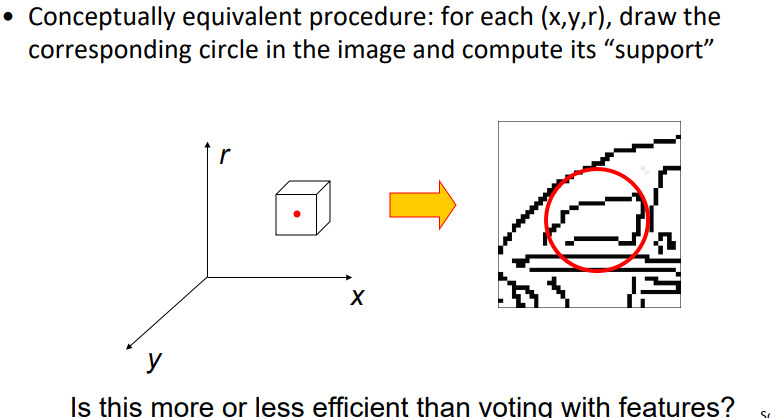 • Conceptually equivalent procedure: for each (x,y,r), draw the
corresponding circle in the image and compute its “support”
r
x
y
Is this more or less efficient than voting with features?